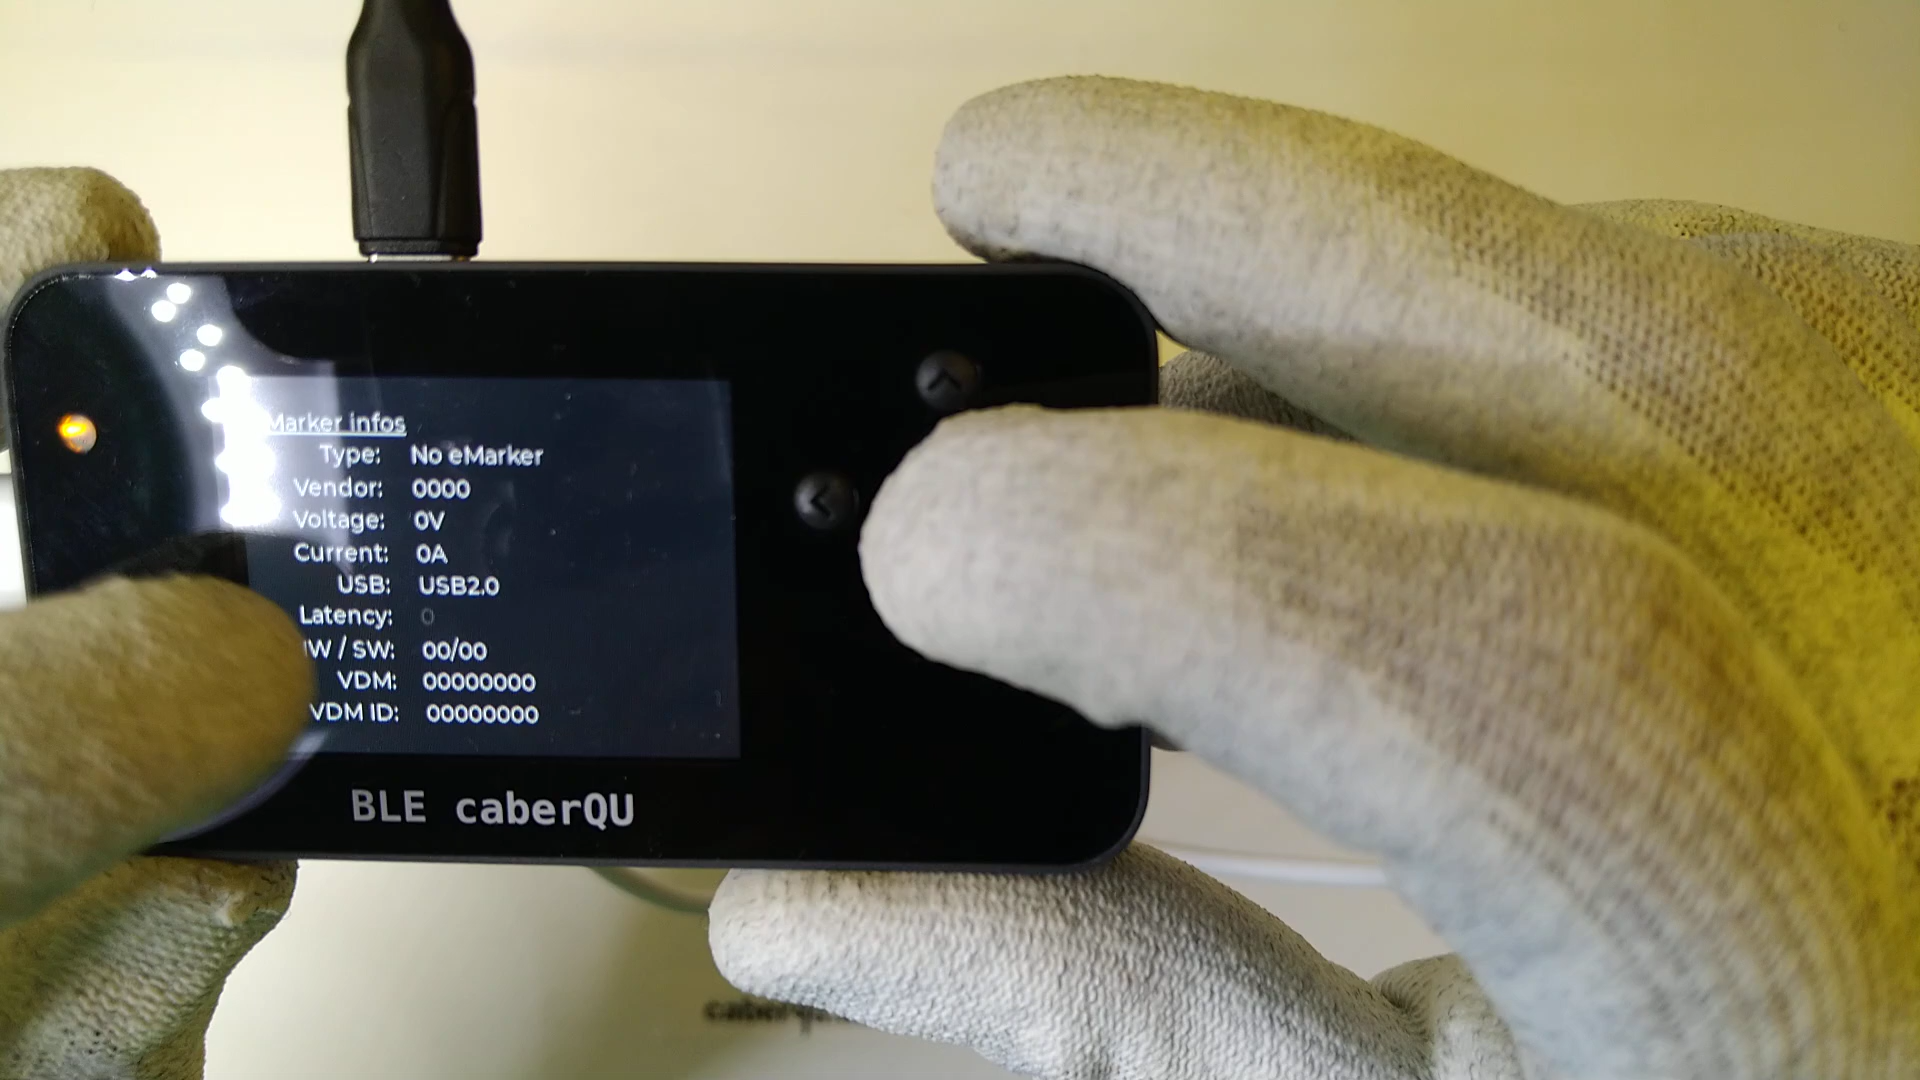 Marker infos
Type: No eMarker
Vendor: 0000
Voltage: 0V
Current: 0A
USB: USB2.0
Latency: 0
W / SW: 00/00
VDM: 00000000
VDM ID: 00000000
BLE caberQU